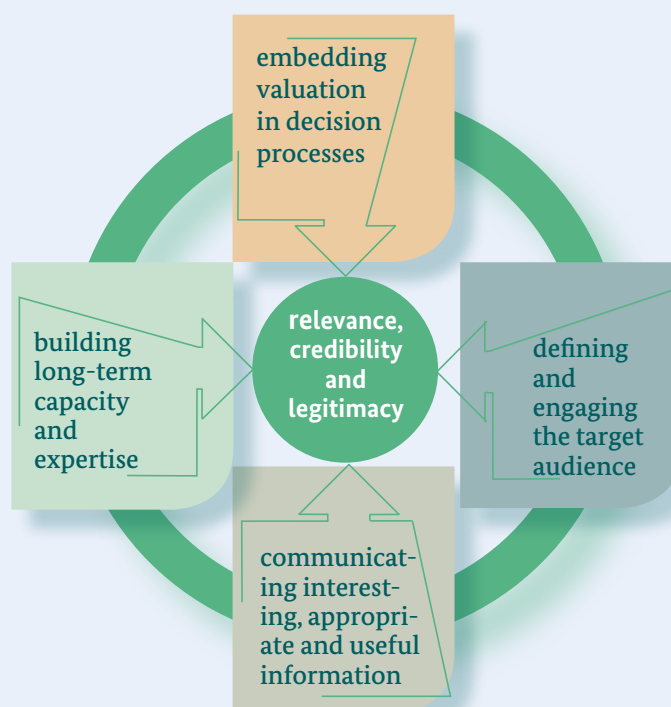 embedding
valuation
in decision
processes
building
long-term
capacity
and
expertise
relevance,
credibility
and
legitimacy
defining
and
engaging
the target
audience
communicat-
ing interest-
ing, appropri-
ate and useful
information